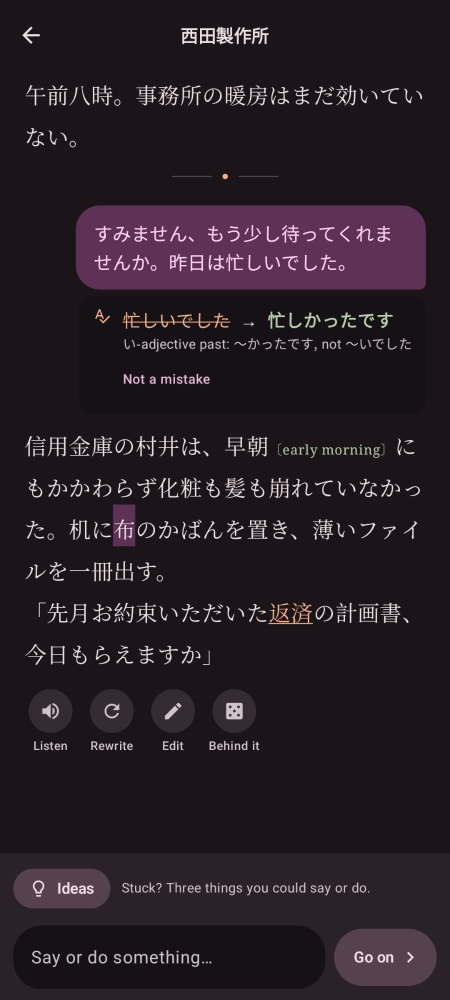 西田製作所
午前八時。事務所の暖房はまだ効いてい
ない。
すみません、もう少し待ってくれま
せんか。昨日は忙しいでした。
忙しいでした → 忙しかったです
い-adjective past: 〜かったです, not 〜いでした
Not a mistake
信用金庫の村井は、早朝〔early morning〕に
もかかわらず化粧も髪も崩れていなかっ
た。机に布のかばんを置き、薄いファイ
ルを一冊出す。
「先月お約束いただいた返済の計画書、
今日もらえますか」
Listen Rewrite Edit Behind it
Ideas Stuck? Three things you could say or do.
Say or do something… Go on